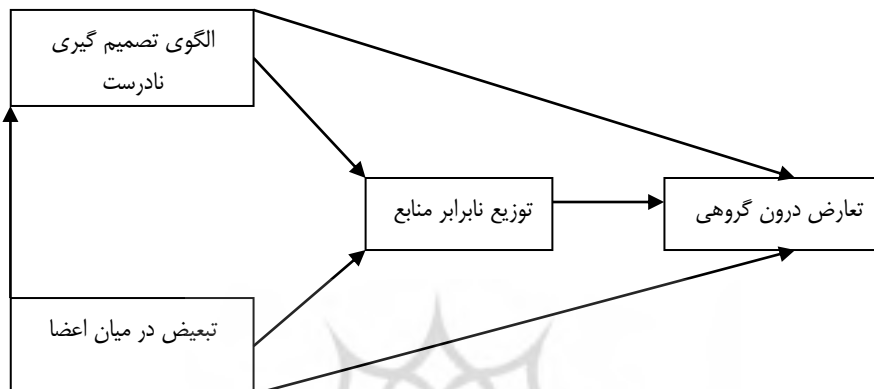 الگوی تصمیم گیری
نادرست
توزیع نابرابر منابع
تعارض درون گروهی
تبعیض در میان اعضا